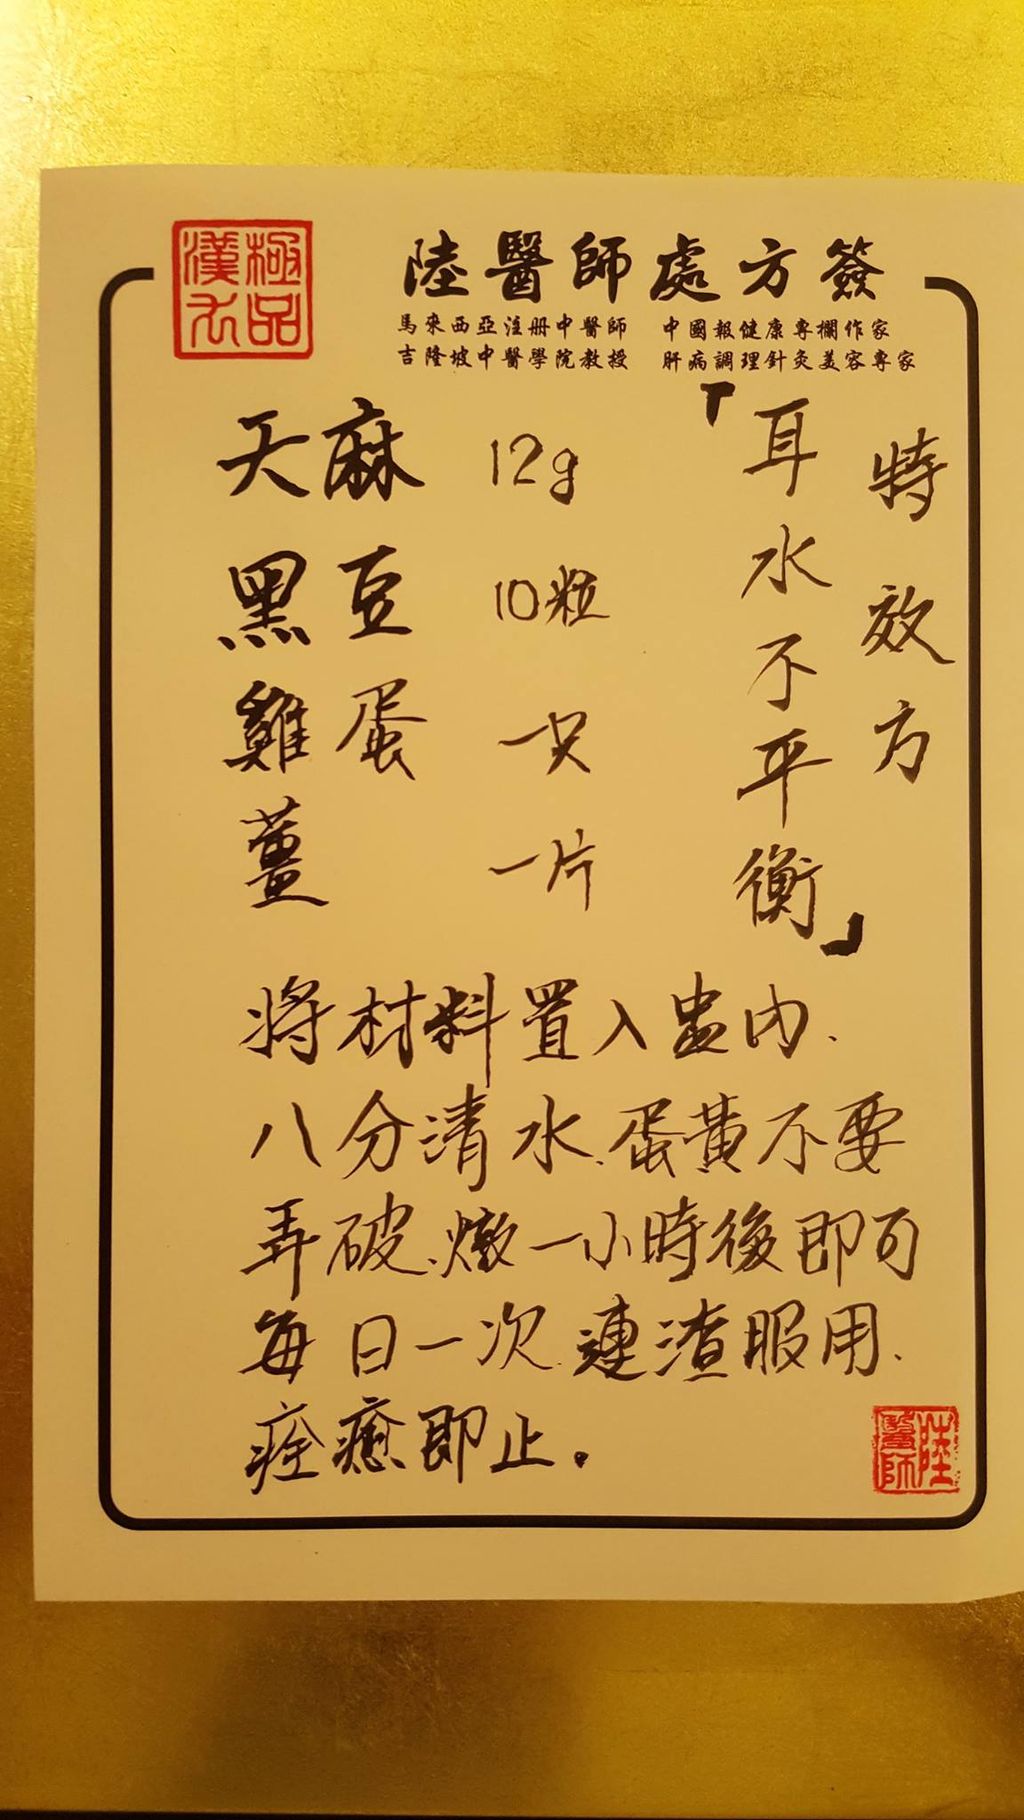 極品漢方
陸醫師處方簽
馬來西亞注冊中醫師 中國報健康專欄作家
吉隆坡中醫學院教授 肝病調理針灸美容專家
特效方
「耳水不平衡」
天麻 12g
黑豆 10粒
雞蛋 一只
薑 一片
將材料置入盅內.
八分清水.蛋黃不要
弄破.燉一小時後即可
每日一次.連渣服用.
痊癒即止。
陸醫師